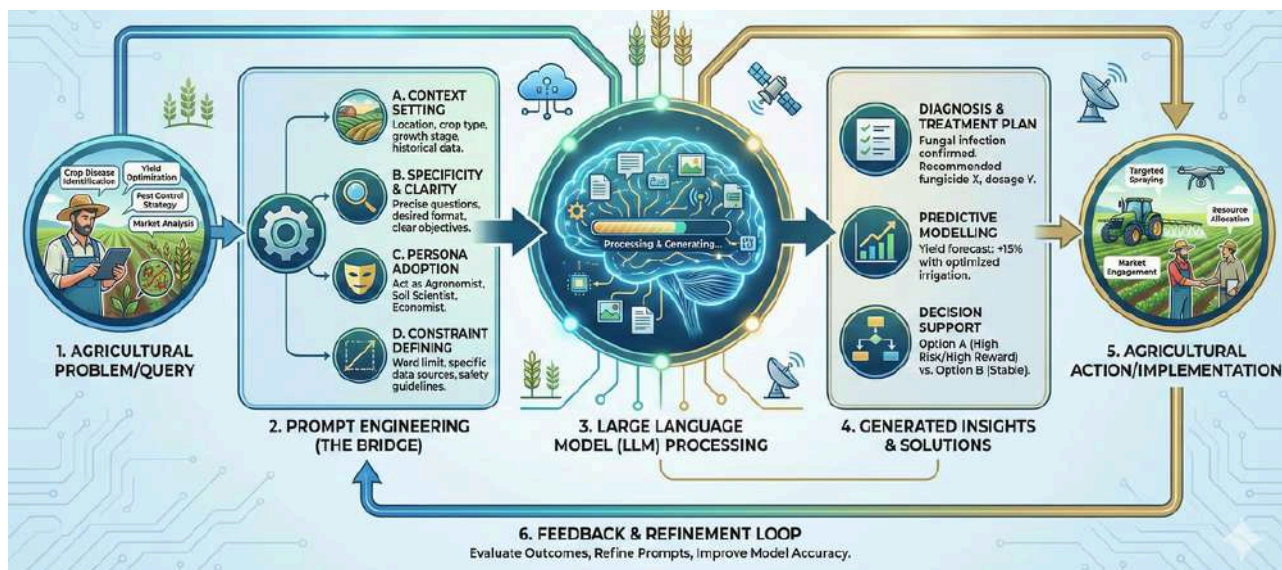 Crop Disease
Identification
Yield
Optimization
Pest Control
Strategy
Market Analysis
1. AGRICULTURAL
PROBLEM/QUERY
A. CONTEXT
SETTING
Location, crop type,
growth stage,
historical data.
B. SPECIFICITY
& CLARITY
Precise questions,
desired format,
clear objectives.
C. PERSONA
ADOPTION
Act as Agronomist,
Soil Scientist,
Economist.
D. CONSTRAINT
DEFINING
Word limit, specific
data sources, safety
guidelines.
2. PROMPT ENGINEERING
(THE BRIDGE)
Processing & Generating...
3. LARGE LANGUAGE
MODEL (LLM) PROCESSING
DIAGNOSIS &
TREATMENT PLAN
Fungal infection
confirmed.
Recommended
fungicide X, dosage Y.
PREDICTIVE
MODELLING
Yield forecast: +15%
with optimized
irrigation.
DECISION
SUPPORT
Option A (High
Risk/High Reward)
vs. Option B (Stable).
4. GENERATED INSIGHTS
& SOLUTIONS
Targeted
Spraying
Resource
Allocation
Market
Engagement
5. AGRICULTURAL
ACTION/IMPLEMENTATION
6. FEEDBACK & REFINEMENT LOOP
Evaluate Outcomes, Refine Prompts, Improve Model Accuracy.